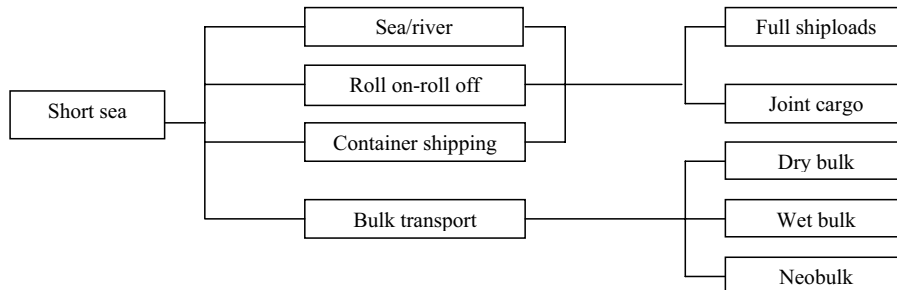 Short sea
Sea/river
Roll on-roll off
Container shipping
Bulk transport
Full shiploads
Joint cargo
Dry bulk
Wet bulk
Neobulk